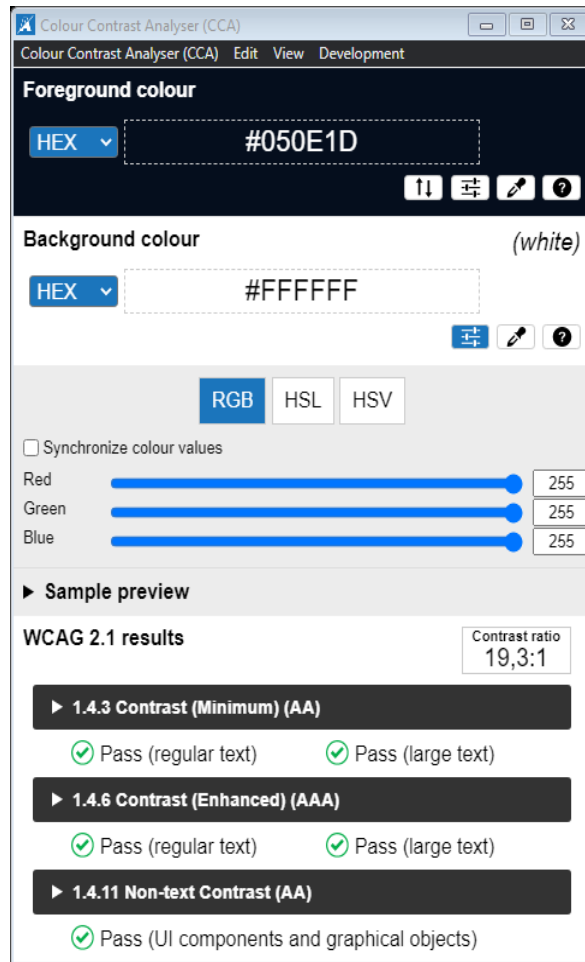 Colour Contrast Analyser (CCA)
Colour Contrast Analyser (CCA) Edit View Development
Foreground colour
HEX #050E1D
Background colour (white)
HEX #FFFFFF
RGB HSL HSV
Synchronize colour values
Red 255
Green 255
Blue 255
Sample preview
WCAG 2.1 results
Contrast ratio
19,3:1
1.4.3 Contrast (Minimum) (AA)
Pass (regular text) Pass (large text)
1.4.6 Contrast (Enhanced) (AAA)
Pass (regular text) Pass (large text)
1.4.11 Non-text Contrast (AA)
Pass (UI components and graphical objects)